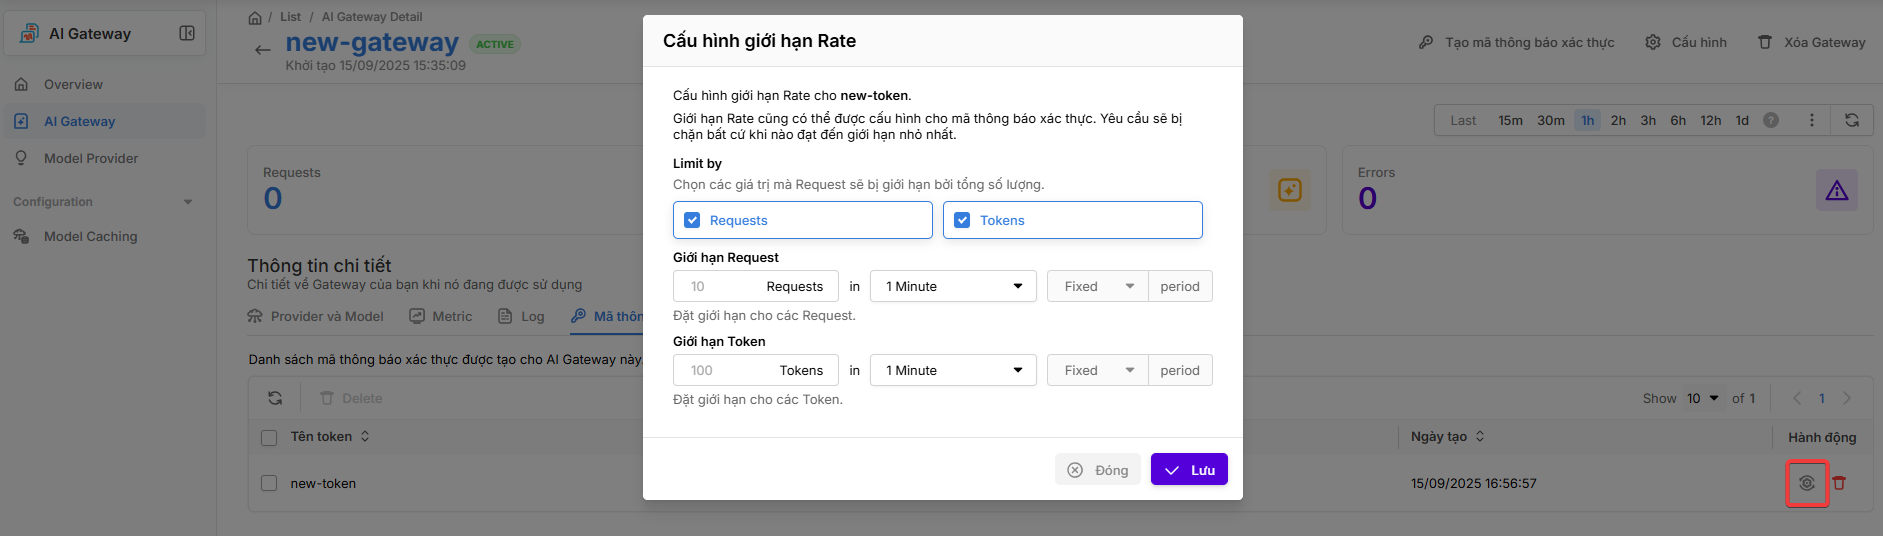 AI Gateway
Overview
AI Gateway
Model Provider
Configuration
Model Caching
/ List / AI Gateway Detail
new-gateway ACTIVE
Khởi tạo 15/09/2025 15:35:09
Tạo mã thông báo xác thực
Cấu hình
Xóa Gateway
Last 15m 30m 1h 2h 3h 6h 12h 1d ?
Requests
0
Errors
0
Thông tin chi tiết
Chi tiết về Gateway của bạn khi nó đang được sử dụng
Provider và Model
Metric
Log
Mã thôn
Danh sách mã thông báo xác thực được tạo cho AI Gateway này.
Delete
Show 10 of 1
1
Tên token
Ngày tạo
Hành động
new-token
15/09/2025 16:56:57
Cấu hình giới hạn Rate
Cấu hình giới hạn Rate cho new-token.
Giới hạn Rate cũng có thể được cấu hình cho mã thông báo xác thực. Yêu cầu sẽ bị
chặn bất cứ khi nào đạt đến giới hạn nhỏ nhất.
Limit by
Chọn các giá trị mà Request sẽ bị giới hạn bởi tổng số lượng.
Requests
Tokens
Giới hạn Request
10 Requests in 1 Minute Fixed period
Đặt giới hạn cho các Request.
Giới hạn Token
100 Tokens in 1 Minute Fixed period
Đặt giới hạn cho các Token.
Đóng
Lưu